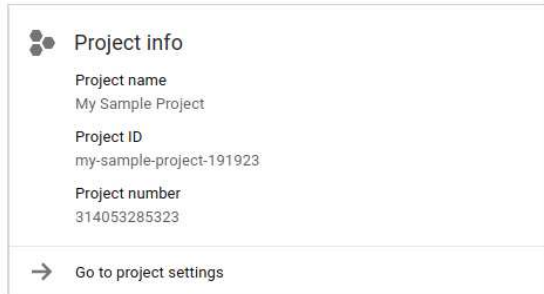 Project info
Project name
My Sample Project
Project ID
my-sample-project-191923
Project number
314053285323
Go to project settings